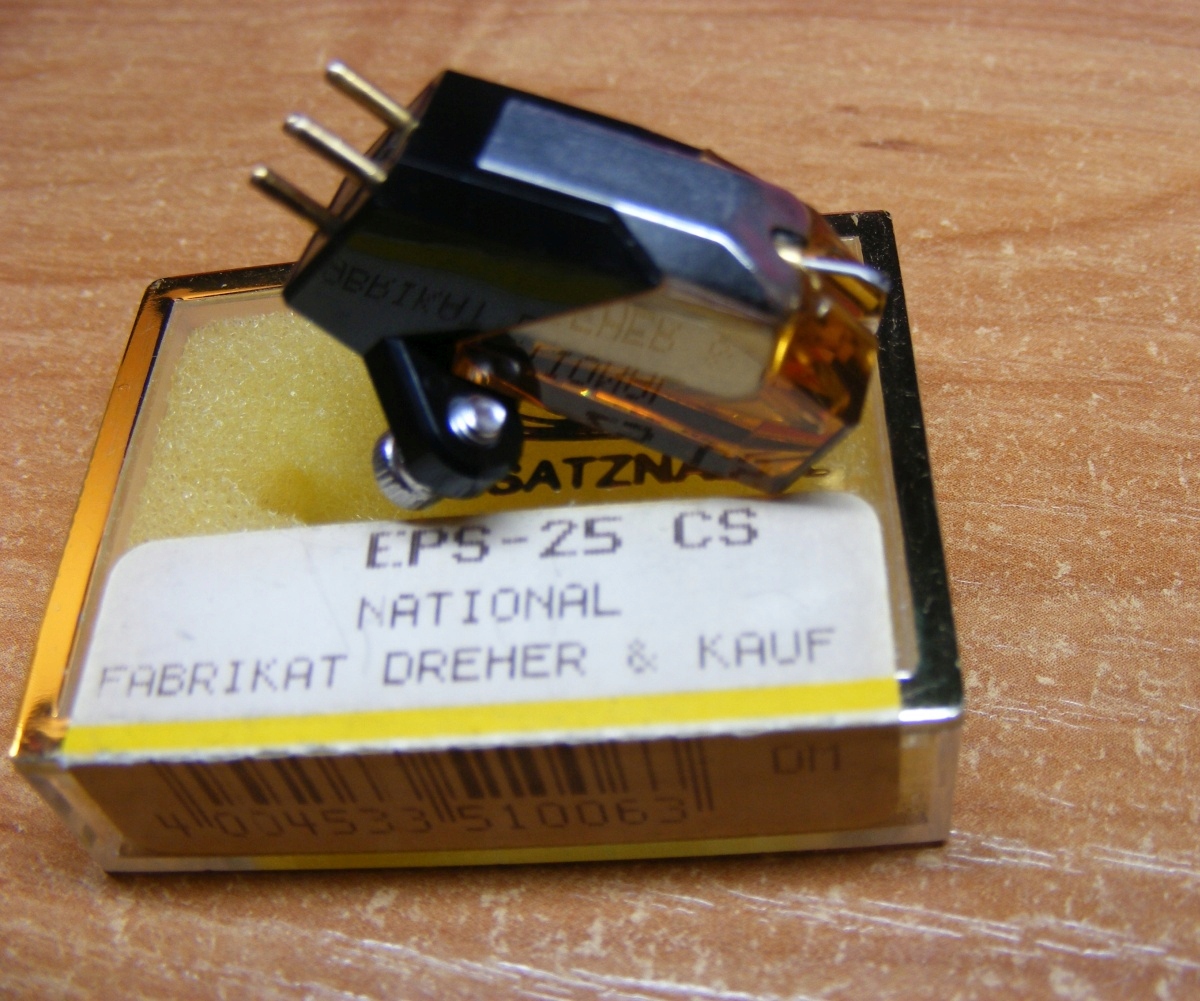 EPS-25 CS
NATIONAL
FABRIKAT DREHER & KAUF
DM
4 004533 510063